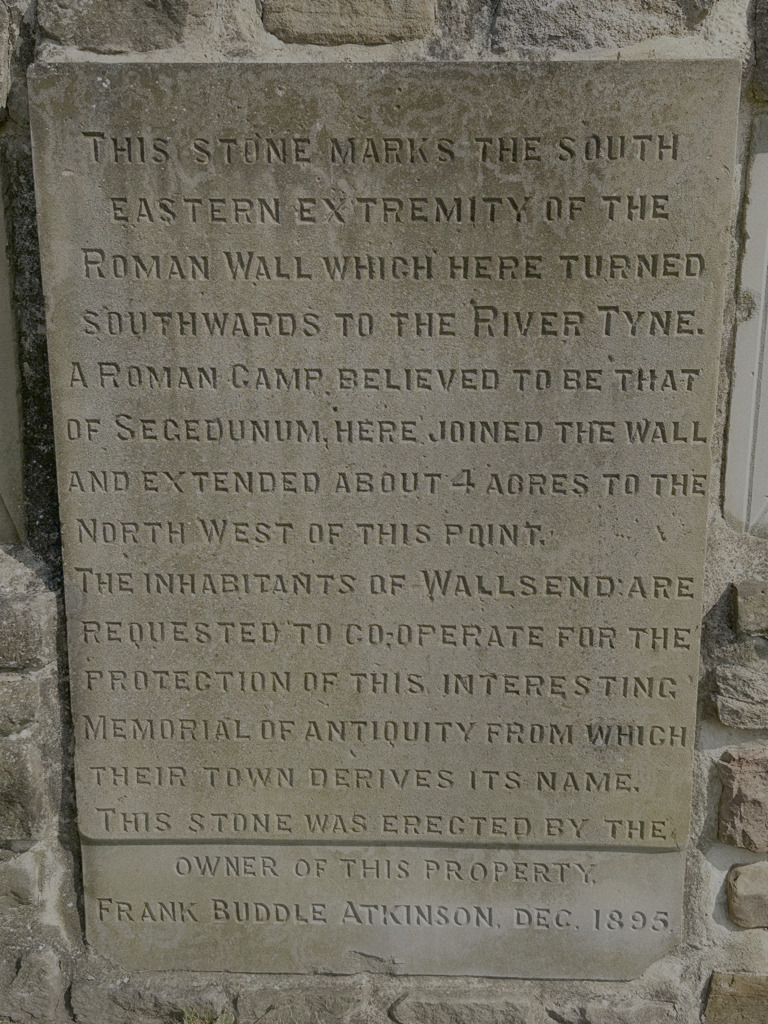 THIS STONE MARKS THE SOUTH
EASTERN EXTREMITY OF THE
ROMAN WALL WHICH HERE TURNED
SOUTHWARDS TO THE RIVER TYNE.
A ROMAN CAMP, BELIEVED TO BE THAT
OF SEGEDUNUM, HERE JOINED THE WALL
AND EXTENDED ABOUT 4 ACRES TO THE
NORTH WEST OF THIS POINT.
THE INHABITANTS OF WALLSEND ARE
REQUESTED TO CO-OPERATE FOR THE
PROTECTION OF THIS INTERESTING
MEMORIAL OF ANTIQUITY FROM WHICH
THEIR TOWN DERIVES ITS NAME.
THIS STONE WAS ERECTED BY THE
OWNER OF THIS PROPERTY.
FRANK BUDDLE ATKINSON, DEC. 1895